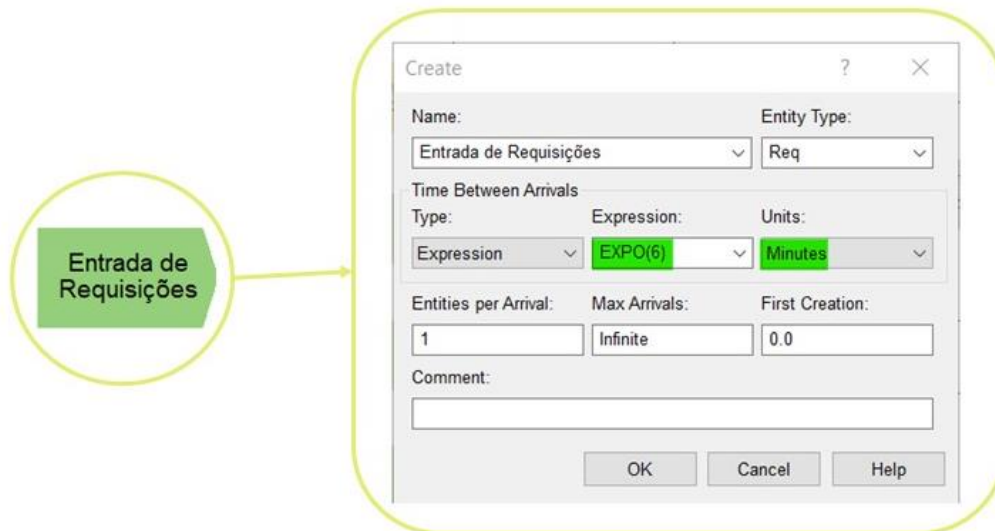 Entrada de
Requisições
Create ?
Name: Entity Type:
Entrada de Requisições Req
Time Between Arrivals
Type: Expression: Units:
Expression EXPO(6) Minutes
Entities per Arrival: Max Arrivals: First Creation:
1 Infinite 0.0
Comment:
OK Cancel Help